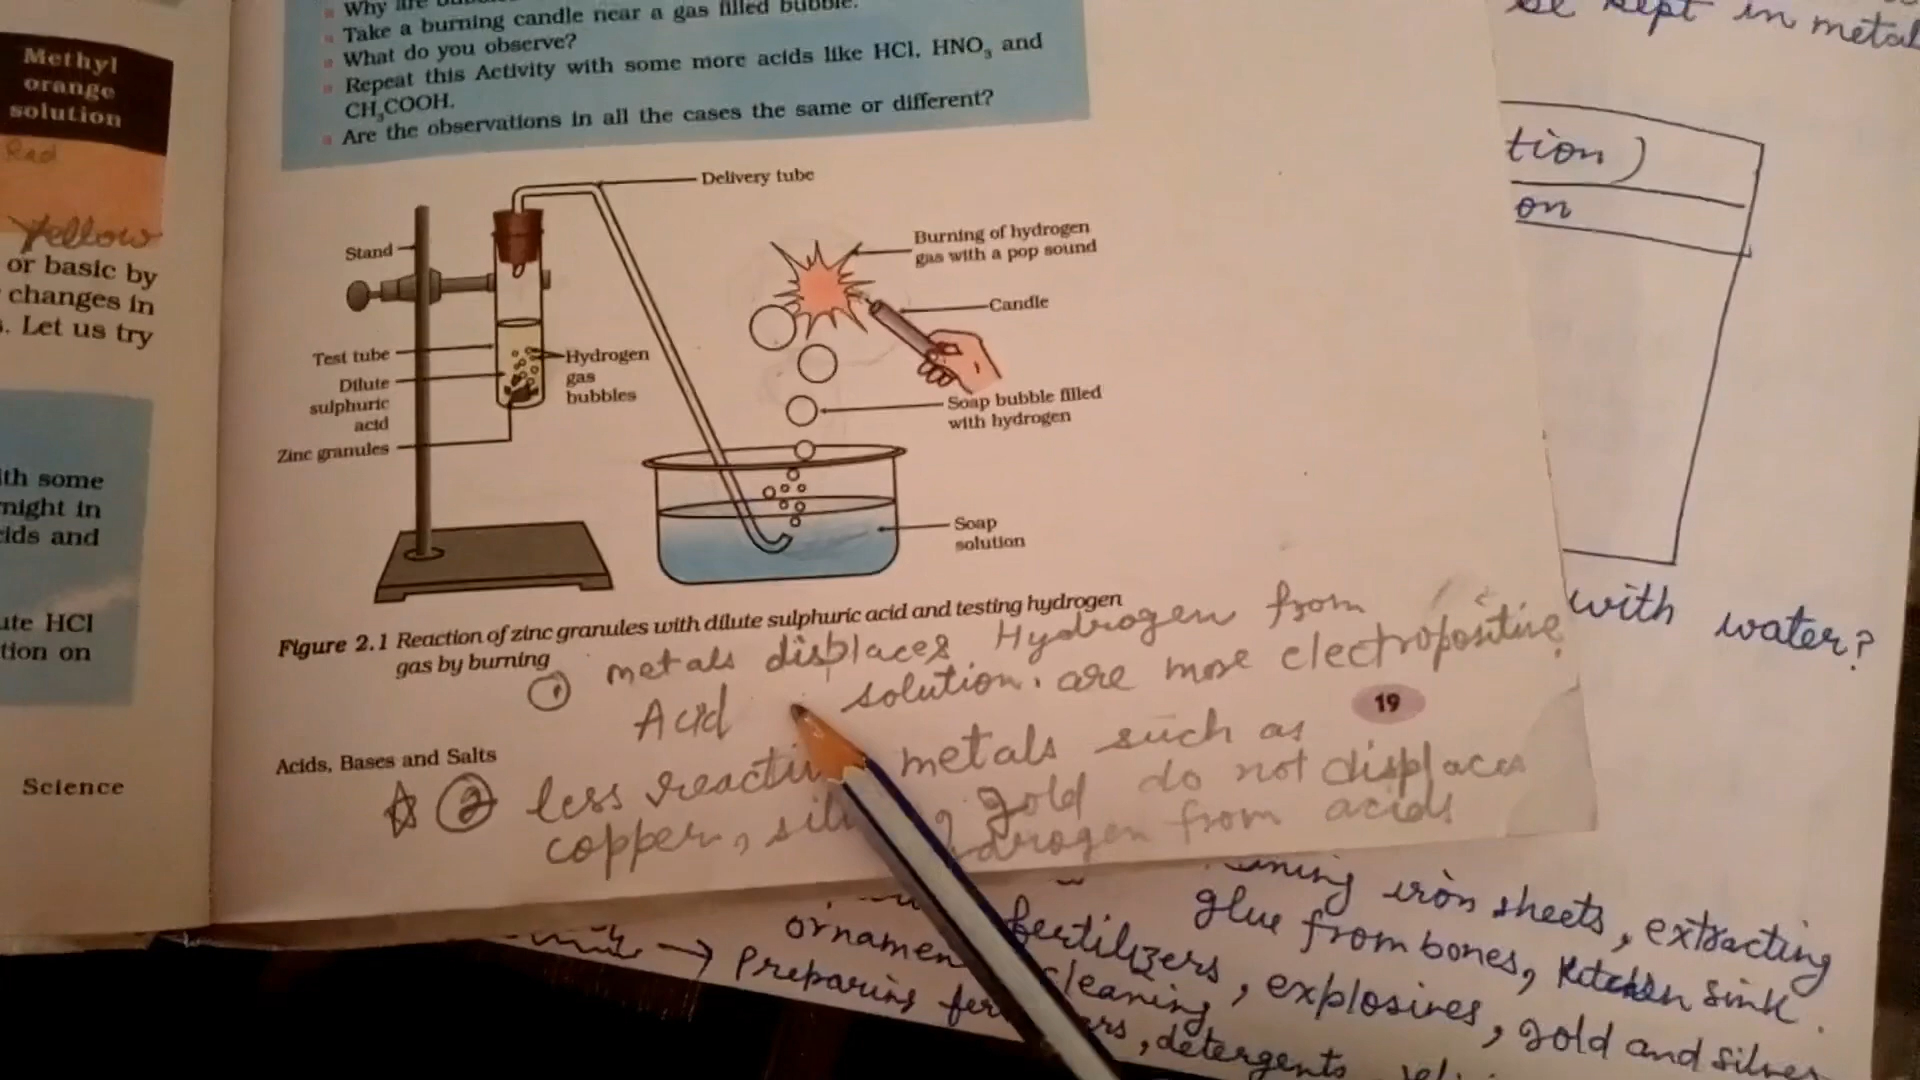 Methyl
orange
solution
Red
Yellow
or basic by
changes in
. Let us try
ith some
night in
cids and
ute HCl
tion on
Science
Why are
Take a burning candle near a gas filled bubble.
What do you observe?
Repeat this Activity with some more acids like HCl, HNO₃ and
CH₃COOH.
Are the observations in all the cases the same or different?
Delivery tube
Stand
Burning of hydrogen
gas with a pop sound
Candle
Test tube
Hydrogen
gas
bubbles
Dilute
sulphuric
acid
Zinc granules
Soap bubble filled
with hydrogen
Soap
solution
Figure 2.1 Reaction of zinc granules with dilute sulphuric acid and testing hydrogen
gas by burning
① metals displaces Hydrogen from
Acid solution. are more electropositive
19
Acids, Bases and Salts
☆ ② less reacti metals such as
copper, sil gold do not displaces
drogen from acids
kept in metal
tion)
on
with water?
ning iron sheets, extracting
glue from bones, Kitchen sink.
fertilizers, explosives, gold and silver
ornamen cleaning
→ Preparing fer ers, detergents